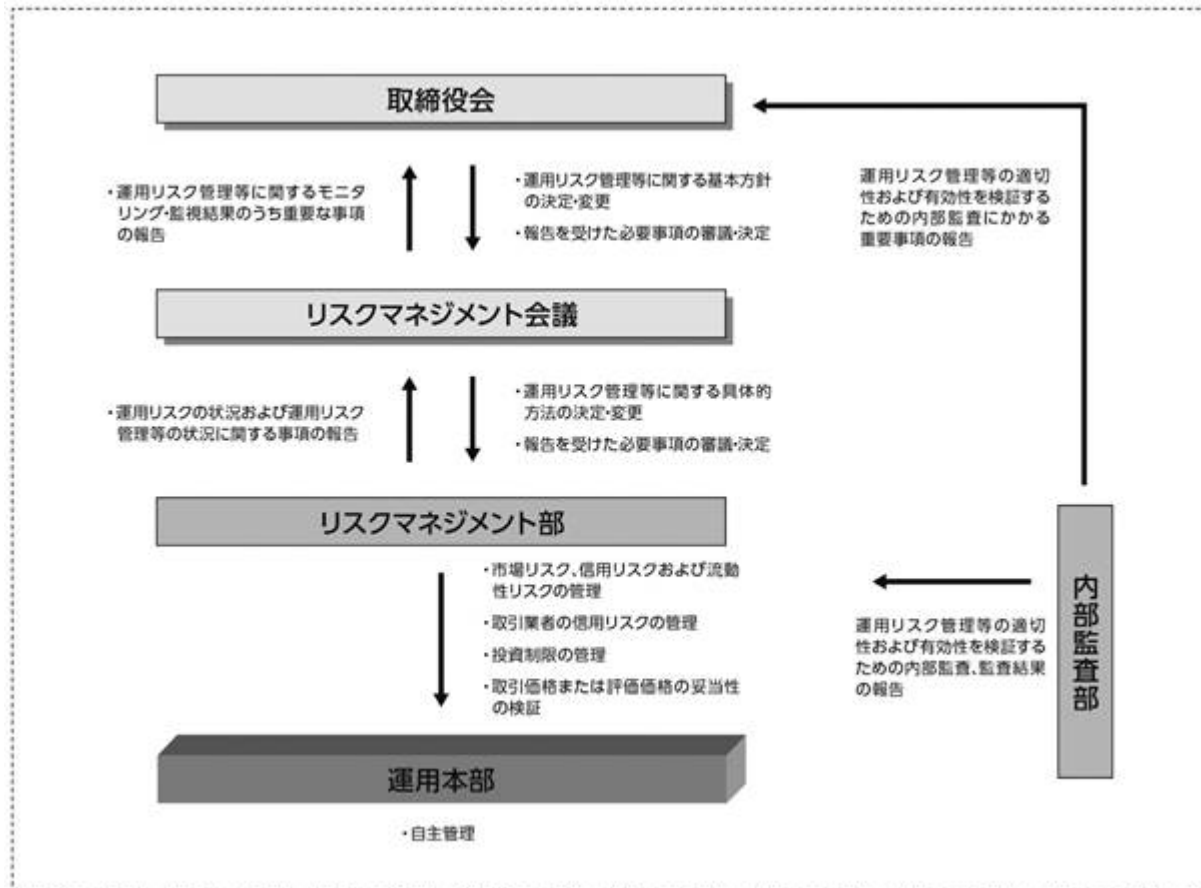 取締役会
・運用リスク管理等に関するモニタ
リング・監視結果のうち重要な事項
の報告
・運用リスク管理等に関する基本方針
の決定・変更
・報告を受けた必要事項の審議・決定
運用リスク管理等の適切
性および有効性を検証する
ための内部監査にかかる
重要事項の報告
リスクマネジメント会議
・運用リスクの状況および運用リスク
管理等の状況に関する事項の報告
・運用リスク管理等に関する具体的
方法の決定・変更
・報告を受けた必要事項の審議・決定
リスクマネジメント部
・市場リスク、信用リスクおよび流動
性リスクの管理
・取引業者の信用リスクの管理
・投資制限の管理
・取引価格または評価価格の妥当性
の検証
運用リスク管理等の適切
性および有効性を検証する
ための内部監査、監査結果
の報告
内部監査部
運用本部
・自主管理